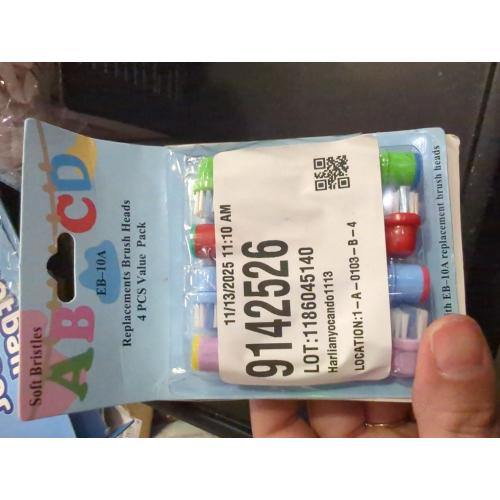 Soft Bristles
ABCD
EB-10A
Replacements Brush Heads
4 PCS Value Pack
11/13/2025 11:10 AM
9142526
LOT:1186045140
Harlianyocando1113
LOCATION:1-A-0103-B-4
EB-10A replacement brush heads